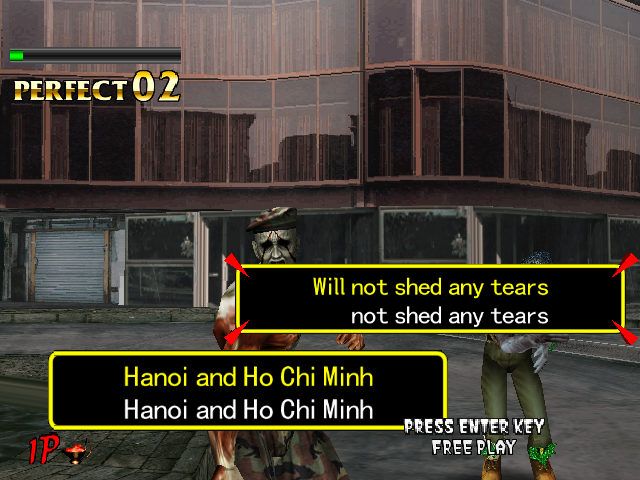 PERFECT 02
Will not shed any tears
not shed any tears
Hanoi and Ho Chi Minh
Hanoi and Ho Chi Minh
PRESS ENTER KEY
FREE PLAY
1P